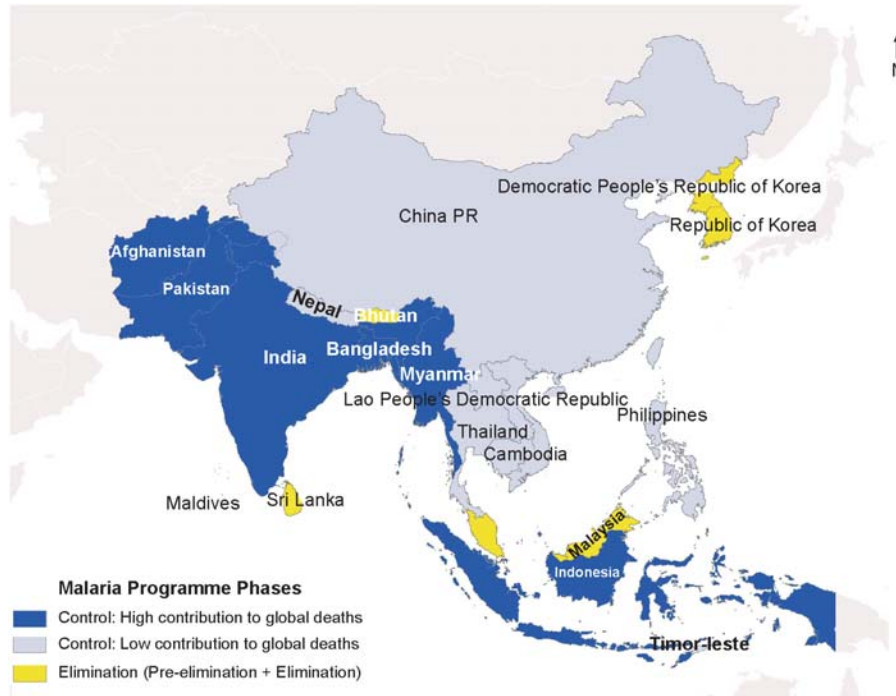 N
Democratic People's Republic of Korea
China PR
Republic of Korea
Afghanistan
Pakistan
Nepal
Bhutan
India
Bangladesh
Myanmar
Lao People's Democratic Republic
Philippines
Thailand
Cambodia
Maldives
Sri Lanka
Malaysia
Indonesia
Timor-leste
Malaria Programme Phases
Control: High contribution to global deaths
Control: Low contribution to global deaths
Elimination (Pre-elimination + Elimination)